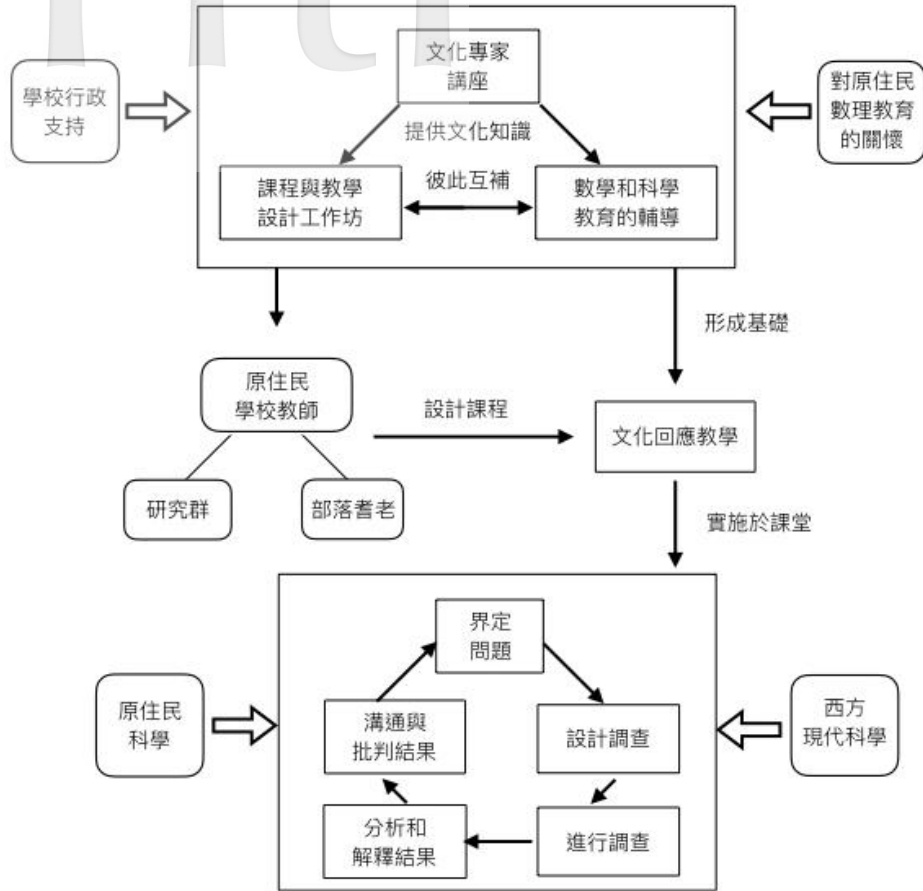 文化專家
講座
學校行政
支持
對原住民
數理教育
的關懷
提供文化知識
課程與教學
設計工作坊
彼此互補
數學和科學
教育的輔導
形成基礎
原住民
學校教師
設計課程
文化回應教學
研究群
部落耆老
實施於課堂
界定
問題
原住民
科學
溝通與
批判結果
設計調查
西方
現代科學
分析和
解釋結果
進行調查